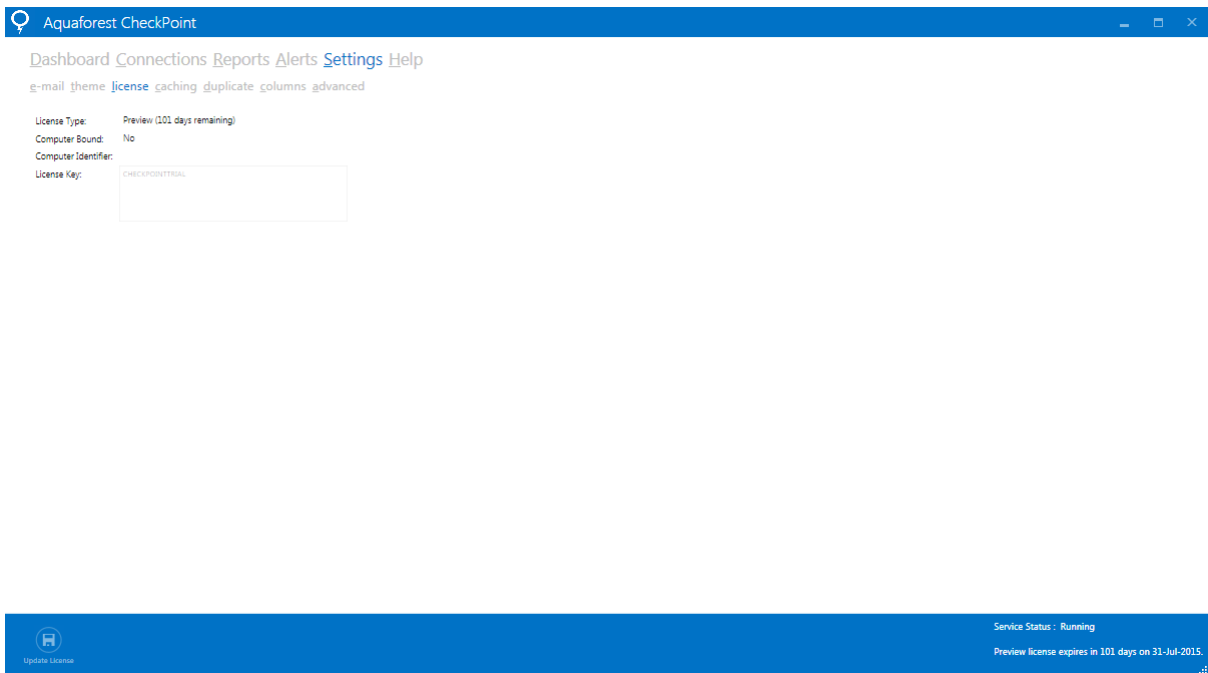 Aquaforest CheckPoint
Dashboard Connections Reports Alerts Settings Help
e-mail theme license caching duplicate columns advanced
License Type: Preview (101 days remaining)
Computer Bound: No
Computer Identifier:
License Key: CHECKPOINTTRIAL
Service Status : Running
Update License
Preview license expires in 101 days on 31-Jul-2015.